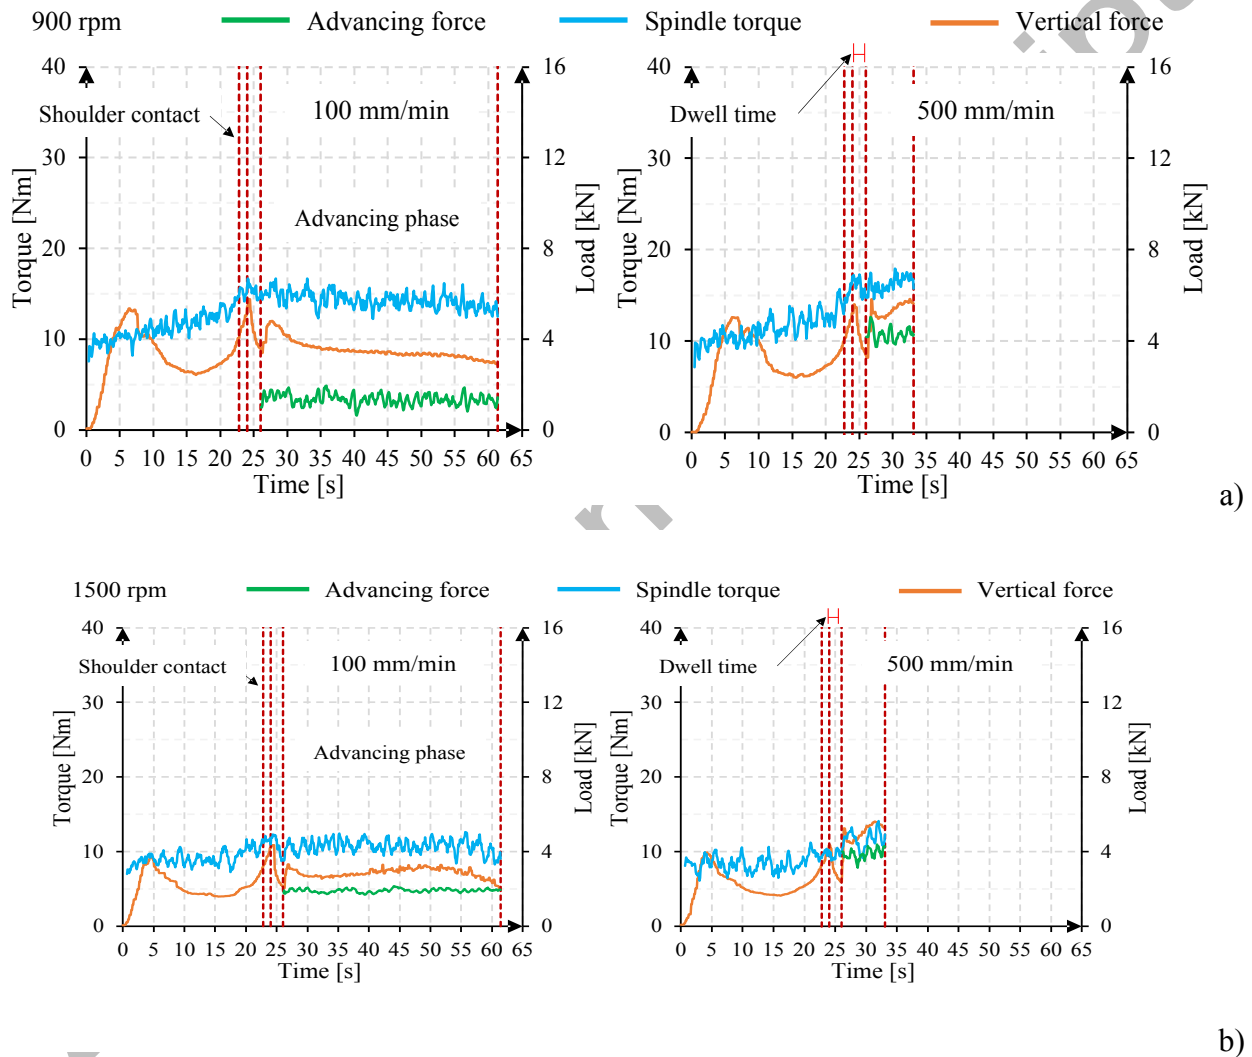 900 rpm Advancing force Spindle torque Vertical force
40 16 40 16
Shoulder contact 100 mm/min Dwell time 500 mm/min
30 12 30 12
Torque [Nm] Advancing phase Load [kN] Torque [Nm] Load [kN]
20 8 20 8
10 4 10 4
0 0 0 0
0 5 10 15 20 25 30 35 40 45 50 55 60 65 0 5 10 15 20 25 30 35 40 45 50 55 60 65
Time [s] Time [s]
a)
1500 rpm Advancing force Spindle torque Vertical force
40 16 40 16
Shoulder contact 100 mm/min Dwell time 500 mm/min
30 12 30 12
Torque [Nm] Advancing phase Load [kN] Torque [Nm] Load [kN]
20 8 20 8
10 4 10 4
0 0 0 0
0 5 10 15 20 25 30 35 40 45 50 55 60 65 0 5 10 15 20 25 30 35 40 45 50 55 60 65
Time [s] Time [s]
b)